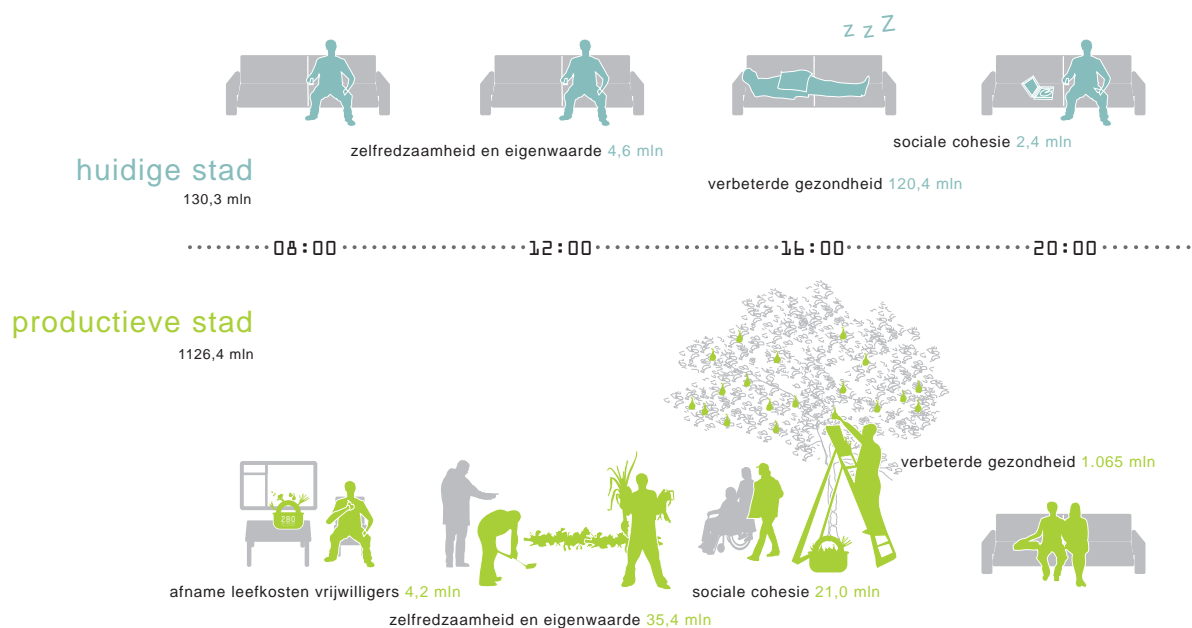 z z Z
zelfredzaamheid en eigenwaarde 4,6 mln
sociale cohesie 2,4 mln
huidige stad
130,3 mln
verbeterde gezondheid 120,4 mln
08:00 12:00 16:00 20:00
productieve stad
1126,4 mln
verbeterde gezondheid 1.065 mln
280
afname leefkosten vrijwilligers 4,2 mln
sociale cohesie 21,0 mln
zelfredzaamheid en eigenwaarde 35,4 mln